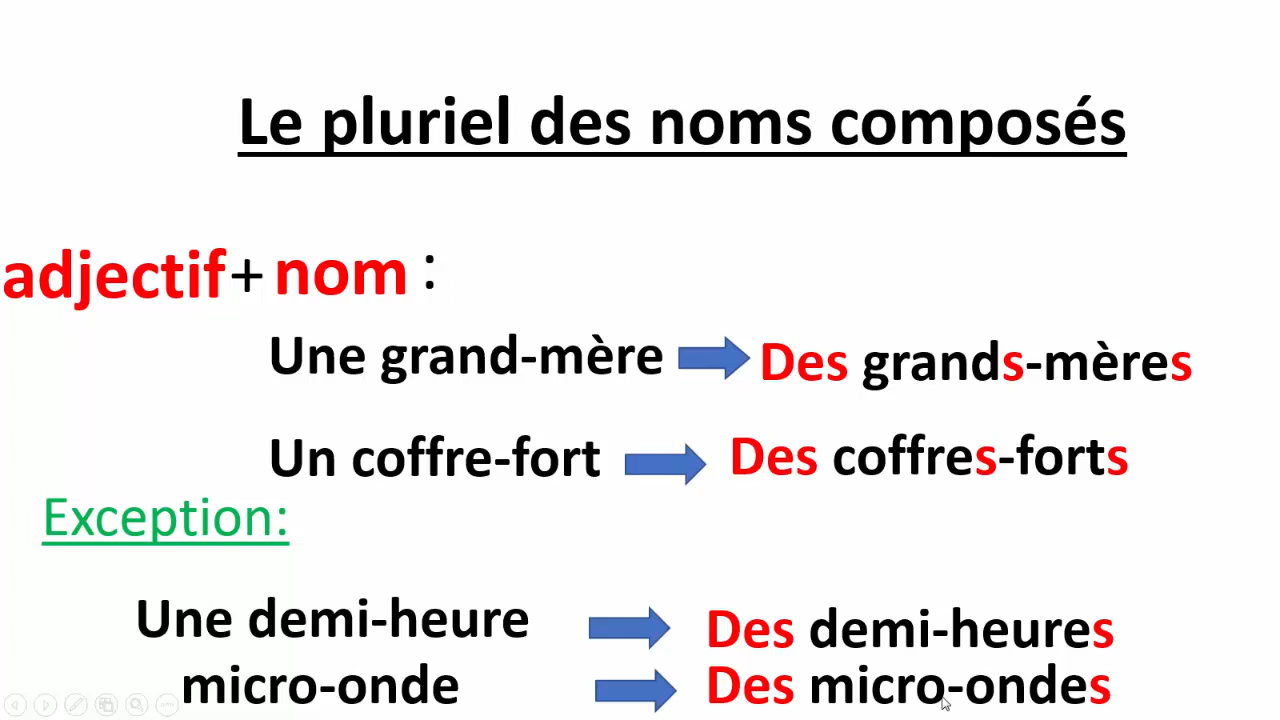 Le pluriel des noms composés
adjectif + nom :
Une grand-mère Des grands-mères
Un coffre-fort Des coffres-forts
Exception:
Une demi-heure Des demi-heures
micro-onde Des micro-ondes